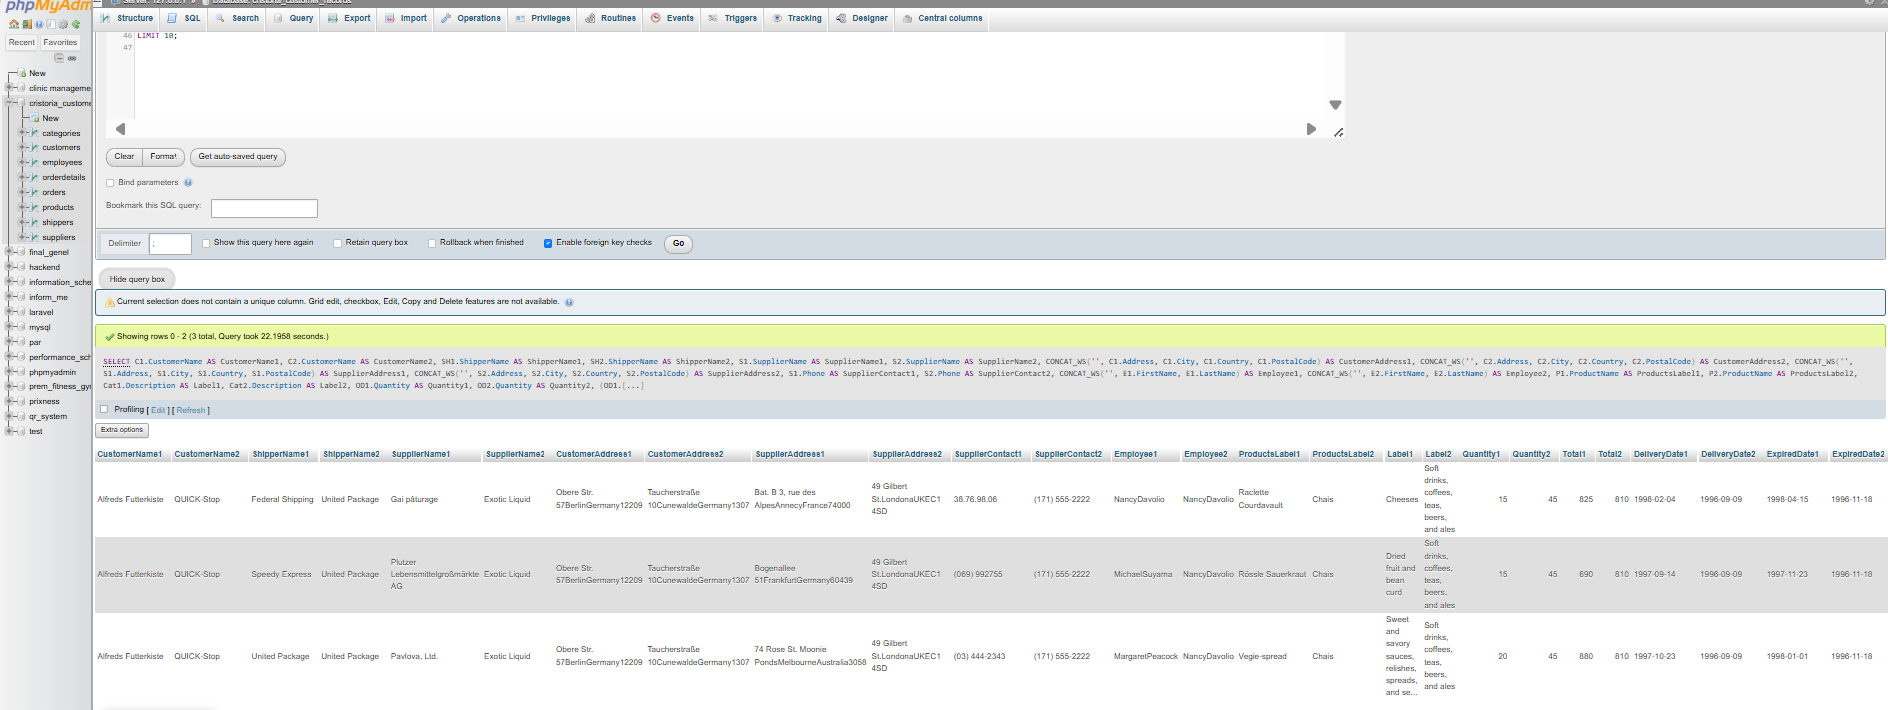 phpMyAdm
Server: 127.0.0.1 » Database: cristoria_customer_records
Structure SQL Search Query Export Import Operations Privileges Routines Events Triggers Tracking Designer Central columns
Recent Favorites
New
clinic manageme
cristoria_custome
New
categories
customers
employees
orderdetails
orders
products
shippers
suppliers
final_genel
hackend
information_sche
inform_me
laravel
mysql
par
performance_sch
phpmyadmin
prem_fitness_gyn
prixness
qr_system
test
46 LIMIT 10;
47
Clear Format Get auto-saved query
Bind parameters
Bookmark this SQL query:
Delimiter ; Show this query here again Retain query box Rollback when finished Enable foreign key checks Go
Hide query box
Current selection does not contain a unique column. Grid edit, checkbox, Edit, Copy and Delete features are not available.
Showing rows 0 - 2 (3 total, Query took 22.1958 seconds.)
SELECT C1.CustomerName AS CustomerName1, C2.CustomerName AS CustomerName2, SH1.ShipperName AS ShipperName1, SH2.ShipperName AS ShipperName2, S1.SupplierName AS SupplierName1, S2.SupplierName AS SupplierName2, CONCAT_WS('', C1.Address, C1.City, C1.Country, C1.PostalCode) AS CustomerAddress1, CONCAT_WS('', C2.Address, C2.City, C2.Country, C2.PostalCode) AS CustomerAddress2, CONCAT_WS('',
S1.Address, S1.City, S1.Country, S1.PostalCode) AS SupplierAddress1, CONCAT_WS('', S2.Address, S2.City, S2.Country, S2.PostalCode) AS SupplierAddress2, S1.Phone AS SupplierContact1, S2.Phone AS SupplierContact2, CONCAT_WS('', E1.FirstName, E1.LastName) AS Employee1, CONCAT_WS('', E2.FirstName, E2.LastName) AS Employee2, P1.ProductName AS ProductsLabel1, P2.ProductName AS ProductsLabel2,
Cat1.Description AS Label1, Cat2.Description AS Label2, OD1.Quantity AS Quantity1, OD2.Quantity AS Quantity2, (OD1.[...]
Profiling [ Edit ] [ Refresh ]
Extra options
CustomerName1 CustomerName2 ShipperName1 ShipperName2 SupplierName1 SupplierName2 CustomerAddress1 CustomerAddress2 SupplierAddress1 SupplierAddress2 SupplierContact1 SupplierContact2 Employee1 Employee2 ProductsLabel1 ProductsLabel2 Label1 Label2 Quantity1 Quantity2 Total1 Total2 DeliveryDate1 DeliveryDate2 ExpiredDate1 ExpiredDate2
Alfreds Futterkiste QUICK-Stop Federal Shipping United Package Gai pâturage Exotic Liquid Obere Str. 57BerlinGermany12209 Taucherstraße 10CunewaldeGermany1307 Bat. B 3, rue des AlpesAnnecyFrance74000 49 Gilbert St.LondonaUKEC1 4SD 38.76.98.06 (171) 555-2222 NancyDavolio NancyDavolio Raclette Courdavault Chais Cheeses Soft drinks, coffees, teas, beers, and ales 15 45 825 810 1998-02-04 1996-09-09 1998-04-15 1996-11-18
Alfreds Futterkiste QUICK-Stop Speedy Express United Package Plutzer Lebensmittelgroßmärkte AG Exotic Liquid Obere Str. 57BerlinGermany12209 Taucherstraße 10CunewaldeGermany1307 Bogenallee 51FrankfurtGermany60439 49 Gilbert St.LondonaUKEC1 4SD (069) 992755 (171) 555-2222 MichaelSuyama NancyDavolio Rössle Sauerkraut Chais Dried fruit and bean curd Soft drinks, coffees, teas, beers, and ales 15 45 690 810 1997-09-14 1996-09-09 1997-11-23 1996-11-18
Alfreds Futterkiste QUICK-Stop United Package United Package Pavlova, Ltd. Exotic Liquid Obere Str. 57BerlinGermany12209 Taucherstraße 10CunewaldeGermany1307 74 Rose St. Moonie PondsMelbourneAustralia3058 49 Gilbert St.LondonaUKEC1 4SD (03) 444-2343 (171) 555-2222 MargaretPeacock NancyDavolio Vegie-spread Chais Sweet and savory sauces, relishes, spreads, and se... Soft drinks, coffees, teas, beers, and ales 20 45 880 810 1997-10-23 1996-09-09 1998-01-01 1996-11-18